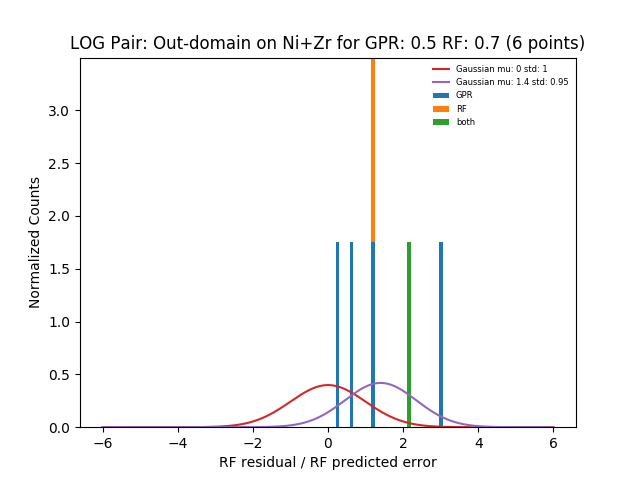 LOG Pair: Out-domain on Ni+Zr for GPR: 0.5 RF: 0.7 (6 points)
Gaussian mu: 0 std: 1
Gaussian mu: 1.4 std: 0.95
GPR
RF
both
Normalized Counts
3.0
2.5
2.0
1.5
1.0
0.5
0.0
−6 −4 −2 0 2 4 6
RF residual / RF predicted error